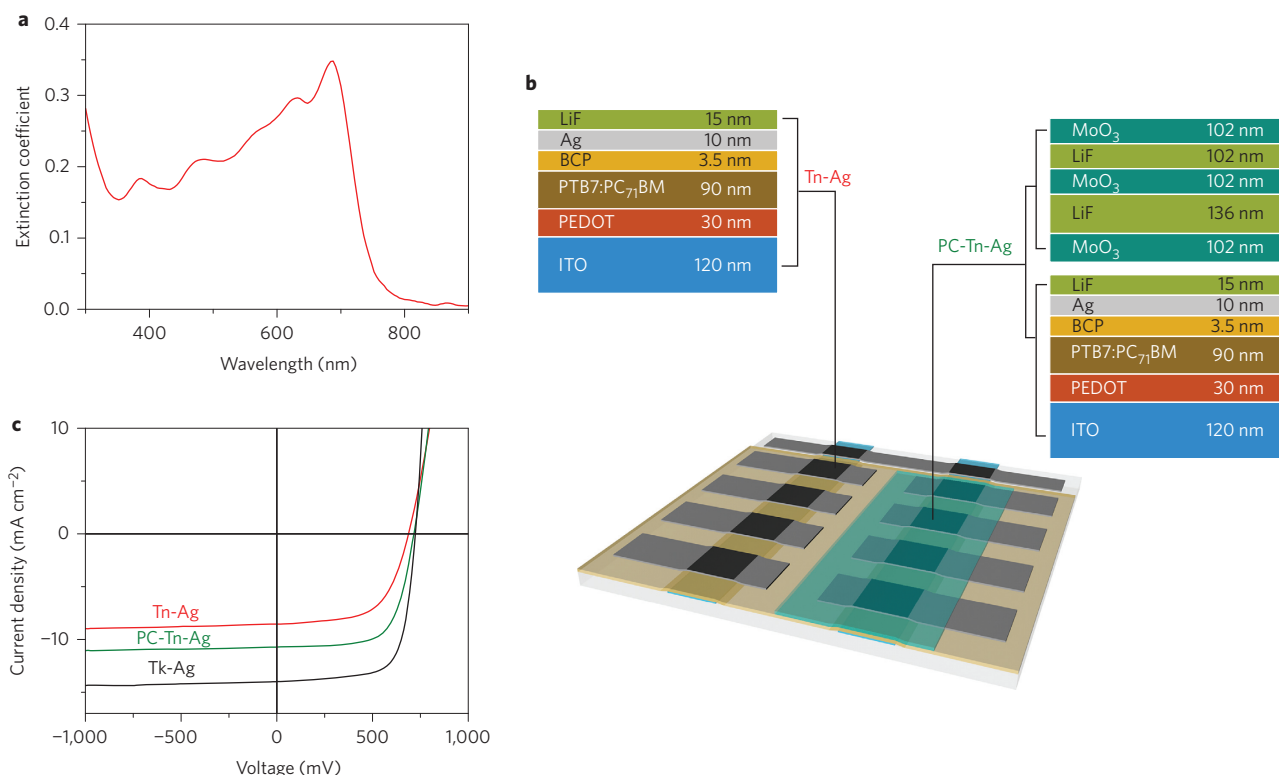 a
0.4
0.3
0.2
0.1
0.0
Extinction coefficient
400
600
800
Wavelength (nm)
b
LiF 15 nm
Ag 10 nm
BCP 3.5 nm
PTB7:PC₇₁BM 90 nm
PEDOT 30 nm
ITO 120 nm
Tn-Ag
MoO₃ 102 nm
LiF 102 nm
MoO₃ 102 nm
LiF 136 nm
MoO₃ 102 nm
PC-Tn-Ag
LiF 15 nm
Ag 10 nm
BCP 3.5 nm
PTB7:PC₇₁BM 90 nm
PEDOT 30 nm
ITO 120 nm
c
10
0
−10
Current density (mA cm⁻²)
Tn-Ag
PC-Tn-Ag
Tk-Ag
−1,000
−500
0
500
1,000
Voltage (mV)